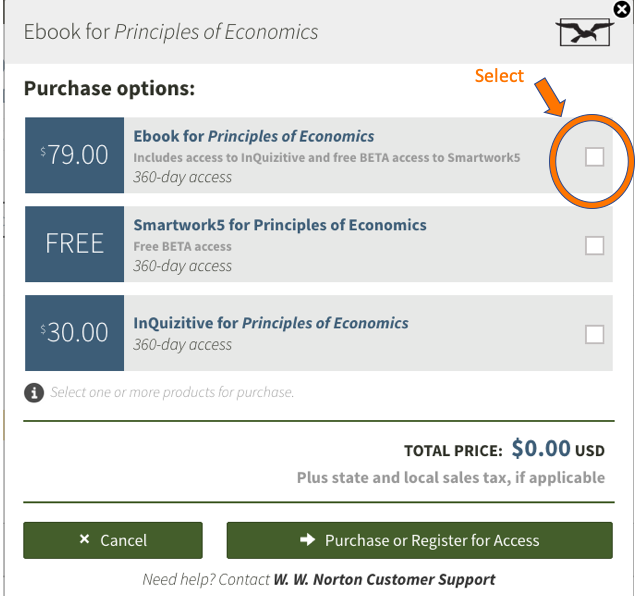 Ebook for Principles of Economics
Purchase options:
Select
$79.00
Ebook for Principles of Economics
Includes access to InQuizitive and free BETA access to Smartwork5
360-day access
FREE
Smartwork5 for Principles of Economics
Free BETA access
360-day access
$30.00
InQuizitive for Principles of Economics
360-day access
Select one or more products for purchase.
TOTAL PRICE: $0.00 USD
Plus state and local sales tax, if applicable
Cancel
Purchase or Register for Access
Need help? Contact W. W. Norton Customer Support